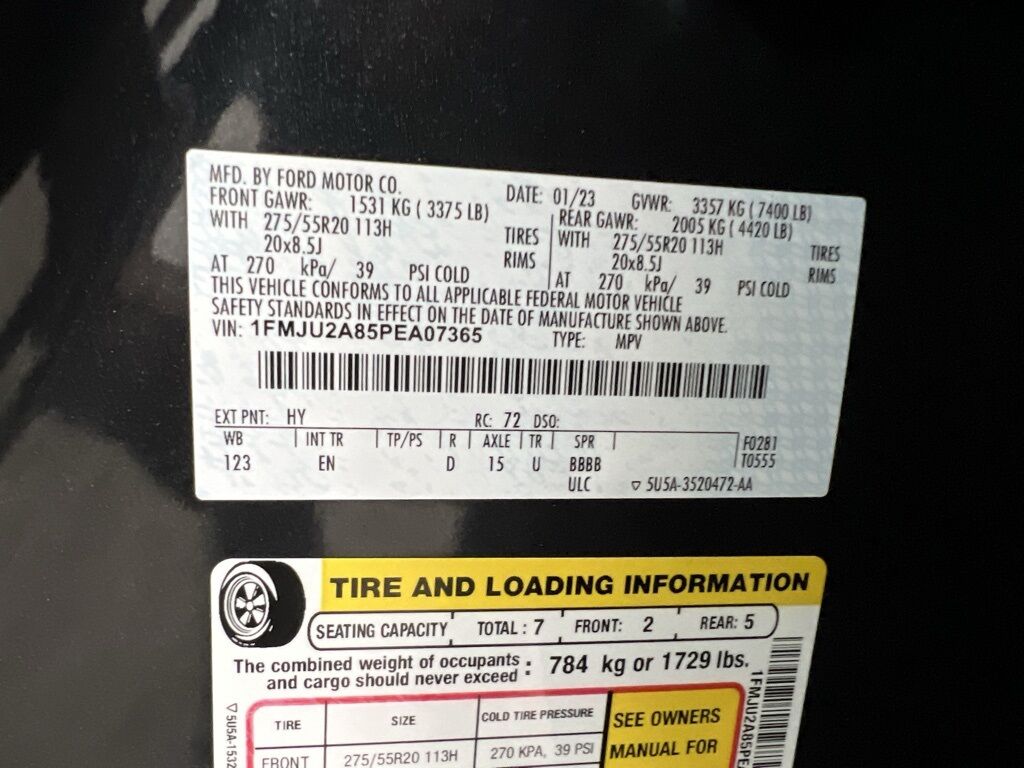 MFD. BY FORD MOTOR CO. DATE: 01/23 GVWR: 3357 KG ( 7400 LB)
FRONT GAWR: 1531 KG ( 3375 LB) REAR GAWR: 2005 KG ( 4420 LB)
WITH 275/55R20 113H TIRES WITH 275/55R20 113H TIRES
20x8.5J RIMS 20x8.5J RIMS
AT 270 kPa/ 39 PSI COLD AT 270 kPa/ 39 PSI COLD
THIS VEHICLE CONFORMS TO ALL APPLICABLE FEDERAL MOTOR VEHICLE
SAFETY STANDARDS IN EFFECT ON THE DATE OF MANUFACTURE SHOWN ABOVE.
VIN: 1FMJU2A85PEA07365 TYPE: MPV
EXT PNT: HY RC: 72 DSO:
WB INT TR TP/PS R AXLE TR SPR F0281
123 EN D 15 U BBBB T0555
ULC ▽ 5U5A-3520472-AA
TIRE AND LOADING INFORMATION
SEATING CAPACITY TOTAL : 7 FRONT: 2 REAR: 5
The combined weight of occupants
and cargo should never exceed : 784 kg or 1729 lbs.
TIRE SIZE COLD TIRE PRESSURE SEE OWNERS
FRONT 275/55R20 113H 270 KPA, 39 PSI MANUAL FOR
▽ 5U5A-1532
1FMJU2A85PEA